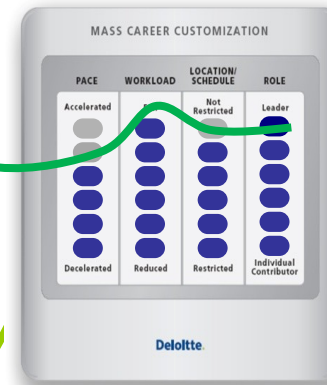 MASS CAREER CUSTOMIZATION
PACE WORKLOAD LOCATION/ SCHEDULE ROLE
Accelerated Not Restricted Leader
Decelerated Reduced Restricted Individual Contributor
Deloitte.